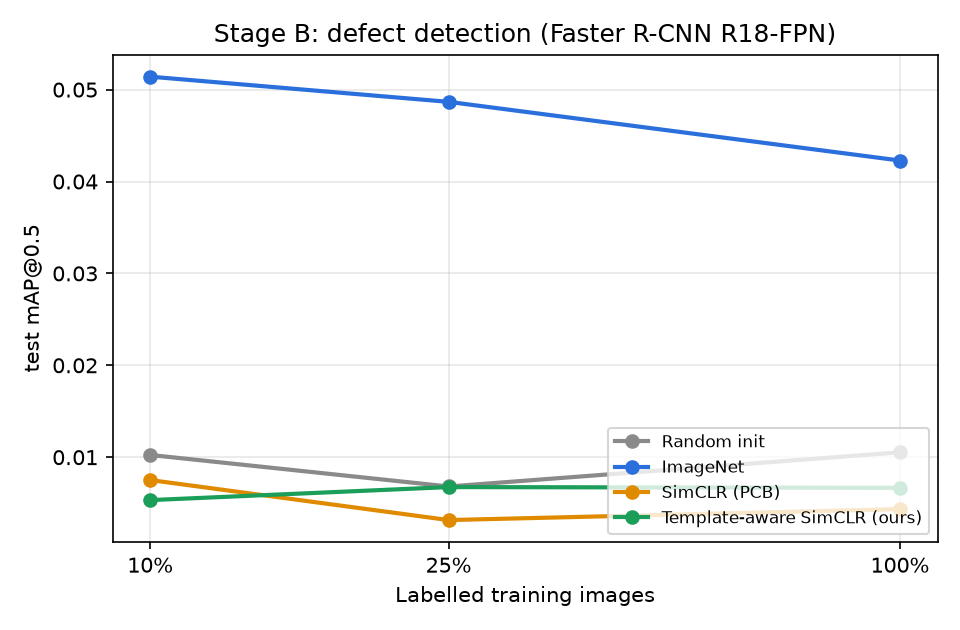 Stage B: defect detection (Faster R-CNN R18-FPN)
test mAP@0.5
0.05
0.04
0.03
0.02
0.01
Random init
ImageNet
SimCLR (PCB)
Template-aware SimCLR (ours)
10%
25%
100%
Labelled training images